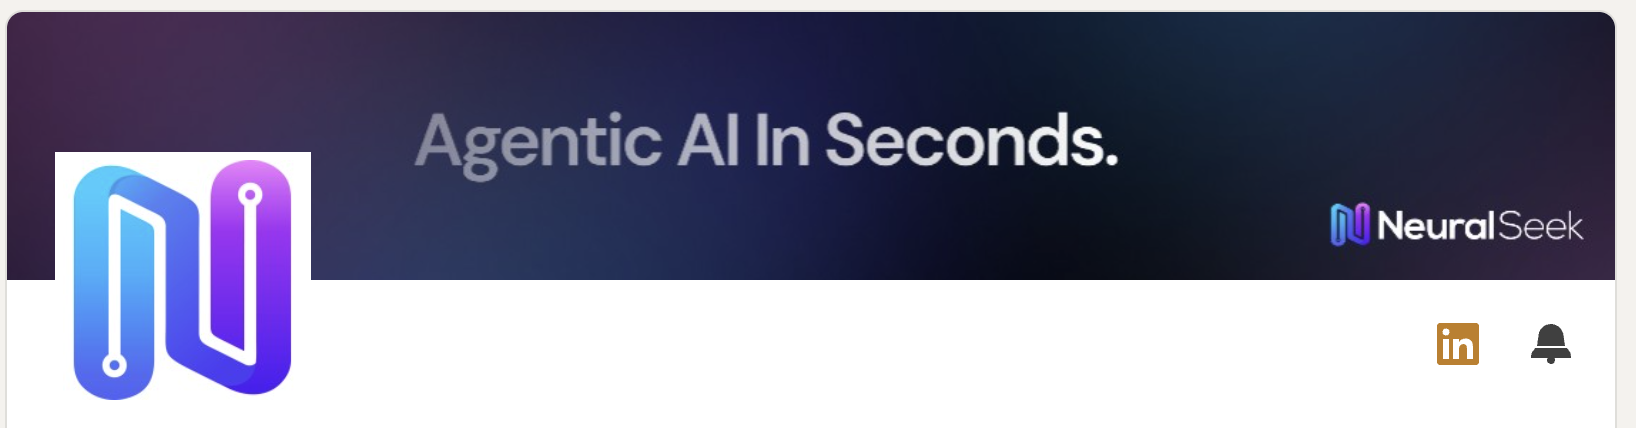 Agentic AI In Seconds.
NeuralSeek
in